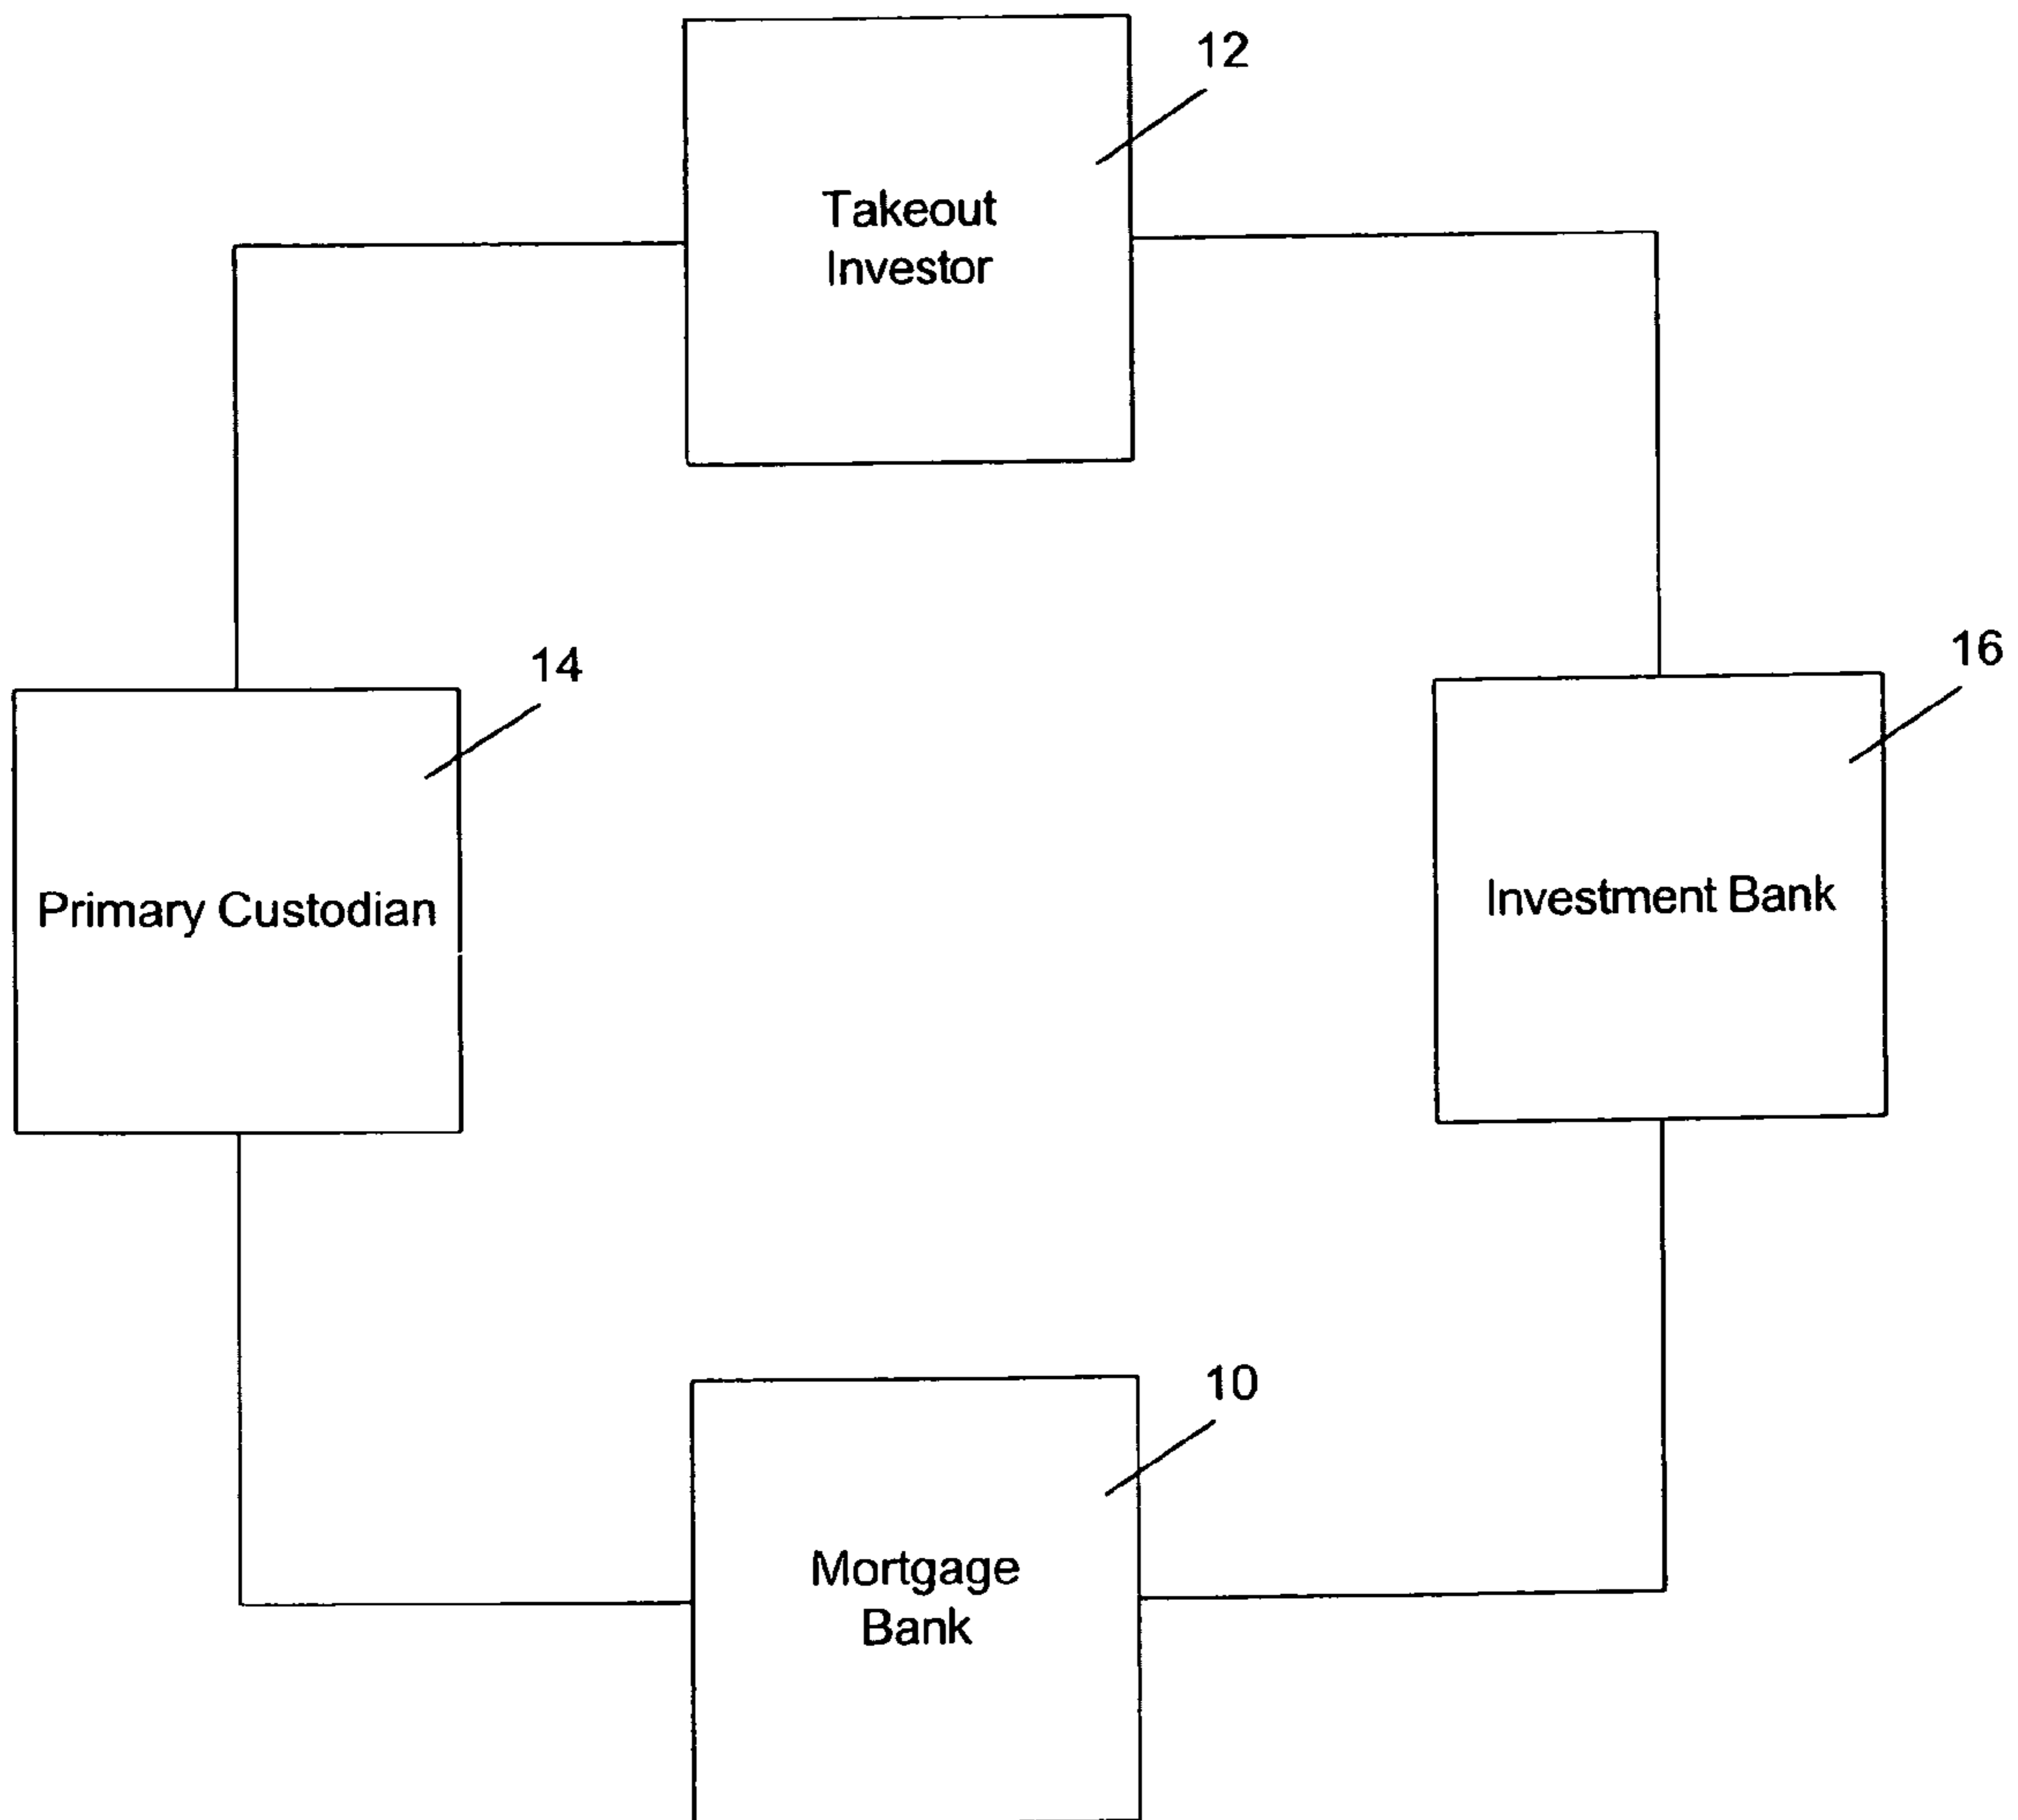 12
Takeout
Investor
14
16
Primary Custodian
Investment Bank
10
Mortgage
Bank